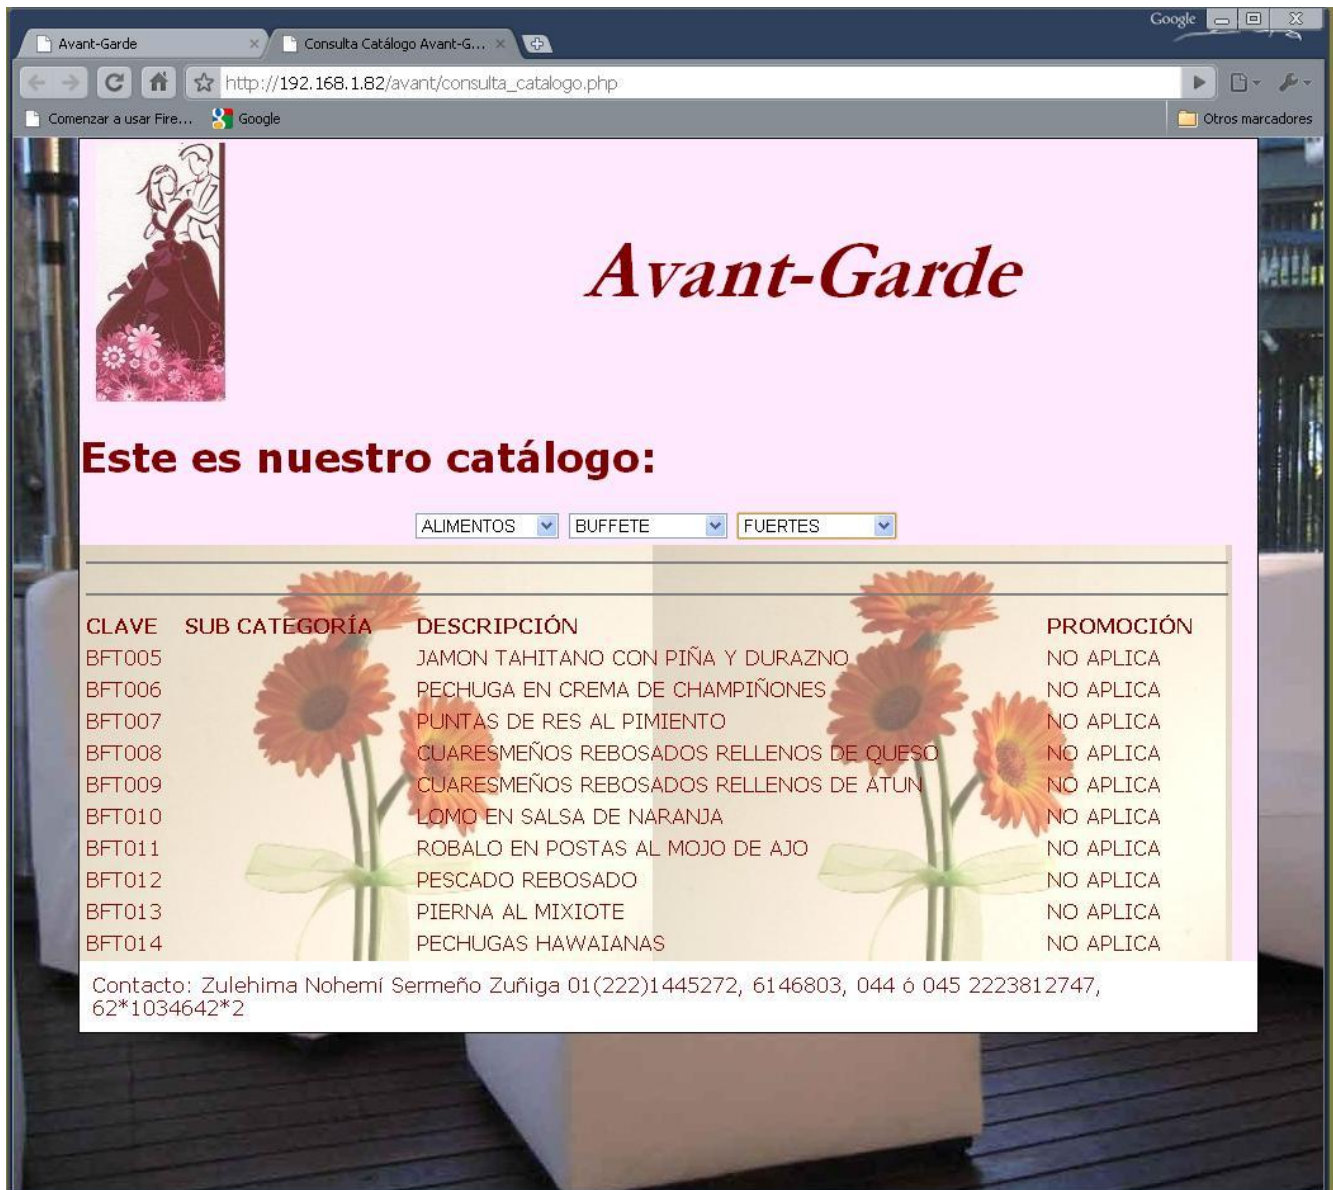 Google
Avant-Garde
Consulta Catálogo Avant-G...
http://192.168.1.82/avant/consulta_catalogo.php
Comenzar a usar Fire...
Google
Otros marcadores
Avant-Garde
Este es nuestro catálogo:
ALIMENTOS BUFFETE FUERTES
CLAVE SUB CATEGORÍA DESCRIPCIÓN PROMOCIÓN
BFT005 JAMON TAHITANO CON PIÑA Y DURAZNO NO APLICA
BFT006 PECHUGA EN CREMA DE CHAMPIÑONES NO APLICA
BFT007 PUNTAS DE RES AL PIMIENTO NO APLICA
BFT008 CUARESMEÑOS REBOSADOS RELLENOS DE QUESO NO APLICA
BFT009 CUARESMEÑOS REBOSADOS RELLENOS DE ATUN NO APLICA
BFT010 LOMO EN SALSA DE NARANJA NO APLICA
BFT011 ROBALO EN POSTAS AL MOJO DE AJO NO APLICA
BFT012 PESCADO REBOSADO NO APLICA
BFT013 PIERNA AL MIXIOTE NO APLICA
BFT014 PECHUGAS HAWAIANAS NO APLICA
Contacto: Zulehima Nohemí Sermeño Zuñiga 01(222)1445272, 6146803, 044 ó 045 2223812747,
62*1034642*2